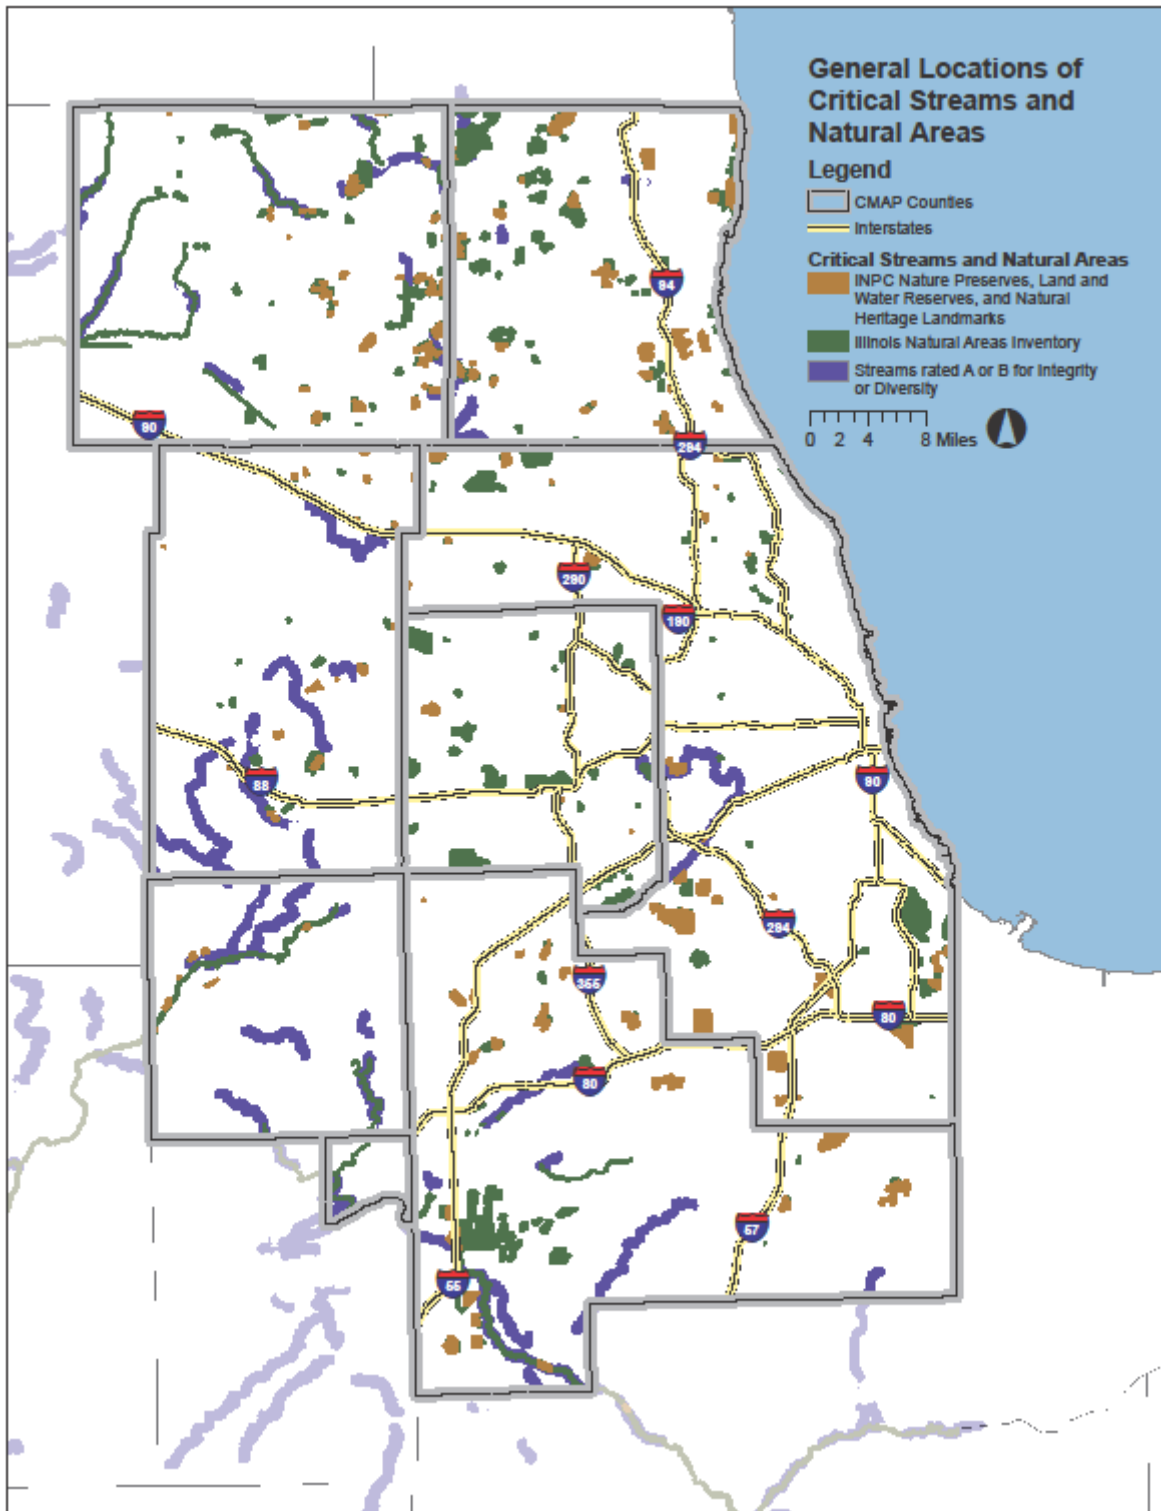 General Locations of
Critical Streams and
Natural Areas
Legend
CMAP Counties
Interstates
Critical Streams and Natural Areas
INPC Nature Preserves, Land and
Water Reserves, and Natural
Heritage Landmarks
Illinois Natural Areas Inventory
Streams rated A or B for Integrity
or Diversity
0 2 4 8 Miles
94
90
294
290
190
88
90
294
355
80
80
57
55